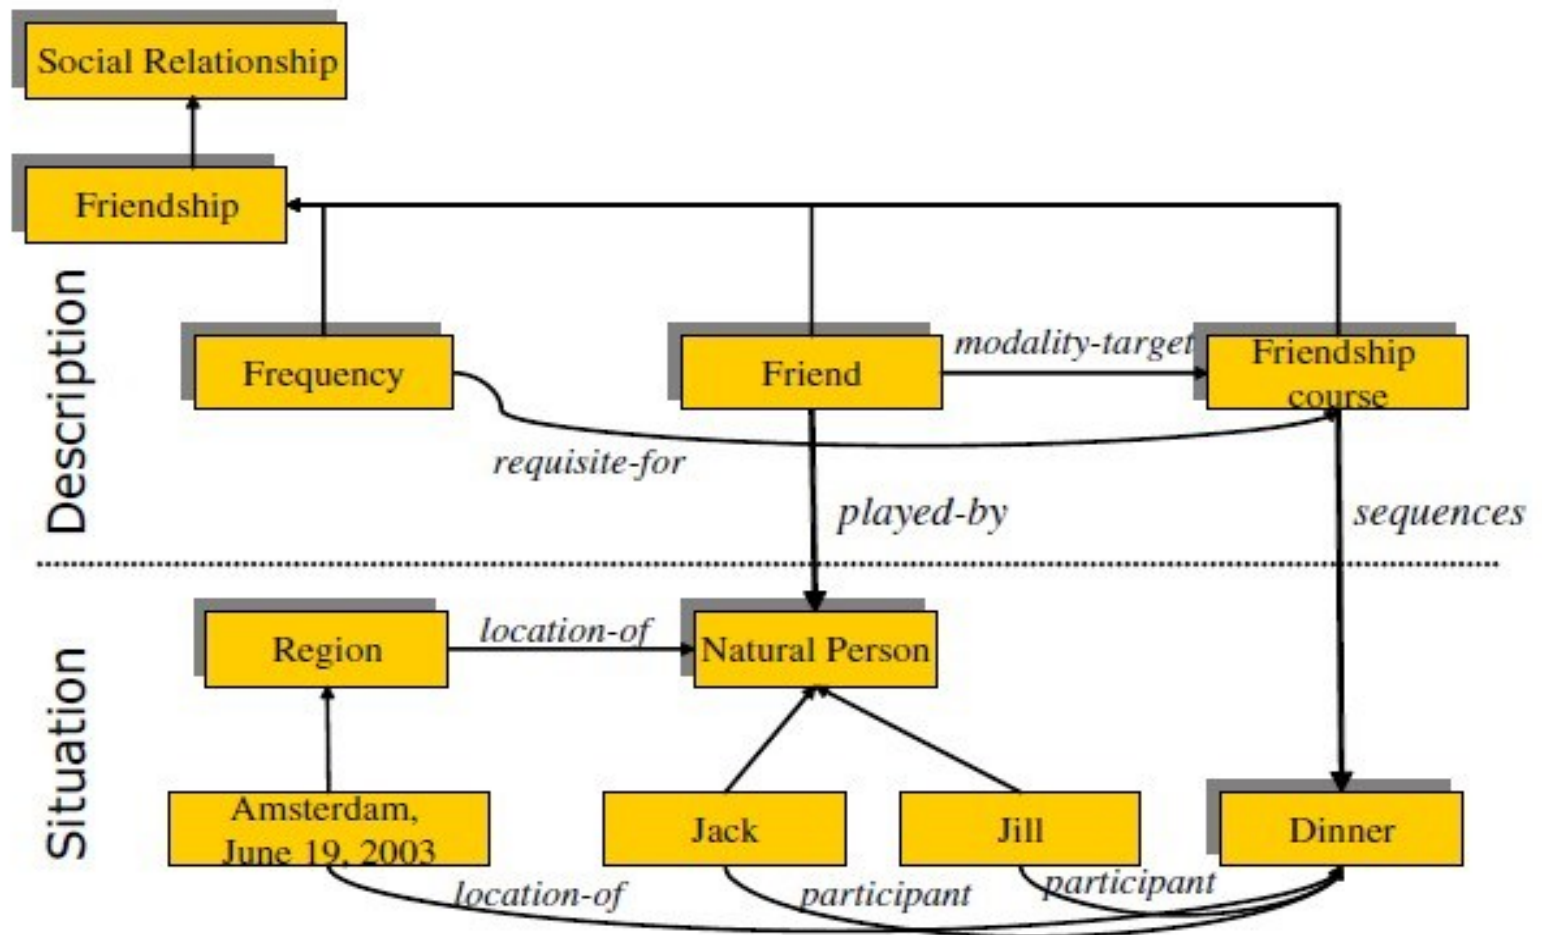 Social Relationship
Friendship
Description
Frequency
Friend
modality-target
Friendship
course
requisite-for
played-by
sequences
Situation
Region
location-of
Natural Person
Amsterdam,
June 19, 2003
Jack
Jill
Dinner
location-of
participant
participant